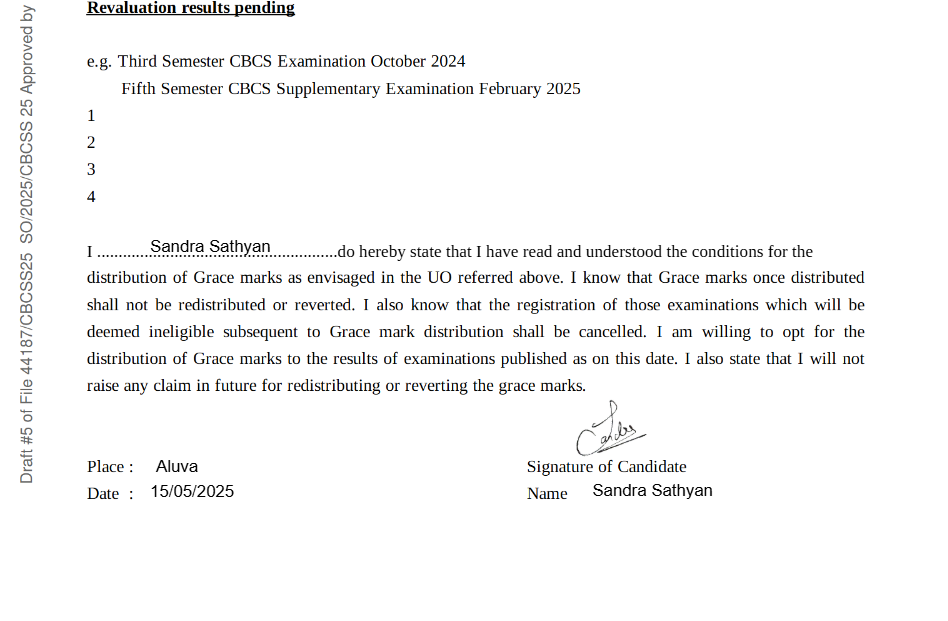 Revaluation results pending
e.g. Third Semester CBCS Examination October 2024
Fifth Semester CBCS Supplementary Examination February 2025
1
2
3
4
I ............Sandra Sathyan................do hereby state that I have read and understood the conditions for the
distribution of Grace marks as envisaged in the UO referred above. I know that Grace marks once distributed
shall not be redistributed or reverted. I also know that the registration of those examinations which will be
deemed ineligible subsequent to Grace mark distribution shall be cancelled. I am willing to opt for the
distribution of Grace marks to the results of examinations published as on this date. I also state that I will not
raise any claim in future for redistributing or reverting the grace marks.
Sandra
Place : Aluva
Signature of Candidate
Date : 15/05/2025
Name Sandra Sathyan
Draft #5 of File 44187/CBCSS25 SO/2025/CBCSS 25 Approved by